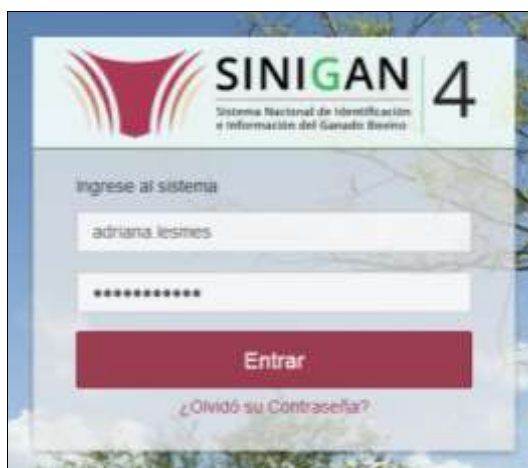 SINIGAN 4
Sistema Nacional de Identificación
e Información del Ganado Bovino
Ingrese al sistema
adriana.lesmes
•••••••••••
Entrar
¿Olvidó su Contraseña?